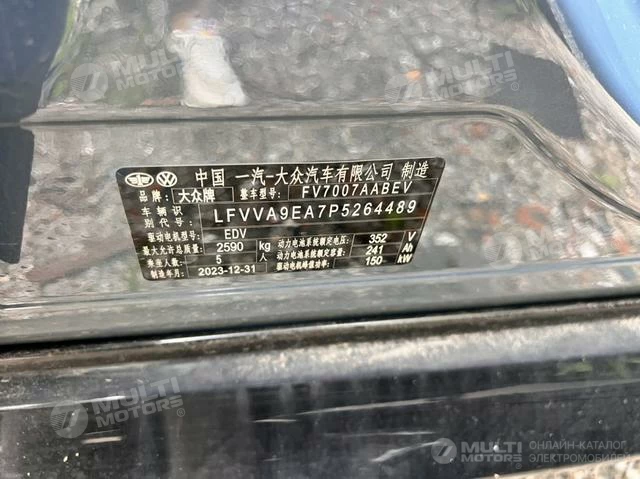 中国 一汽-大众汽车有限公司 制造
品牌: 大众牌 整车型号: FV7007AABEV
车辆识别代号: LFVVA9EA7P5264489
驱动电机型号: EDV
最大允许总质量: 2590 kg 动力电池系统额定电压: 352 V
乘坐人数: 5 人 动力电池系统额定容量: 241 Ah
制造年月: 2023-12-31 驱动电机峰值功率: 150 kW
MULTI MOTORS
MULTI MOTORS
MULTI MOTORS
MULTI MOTORS ОНЛАЙН-КАТАЛОГ ЭЛЕКТРОМОБИЛЕЙ